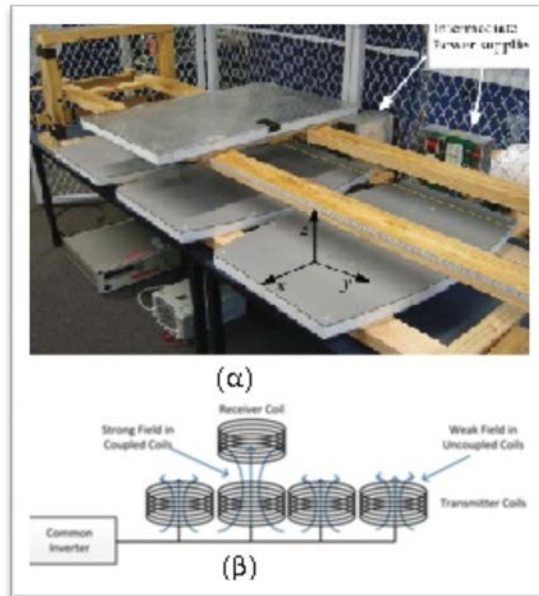 Intermediate
Power supplies
z
x
y
(α)
Receiver Coil
Strong Field in
Coupled Coils
Weak Field in
Uncoupled Coils
Transmitter Coils
Common
Inverter
(β)